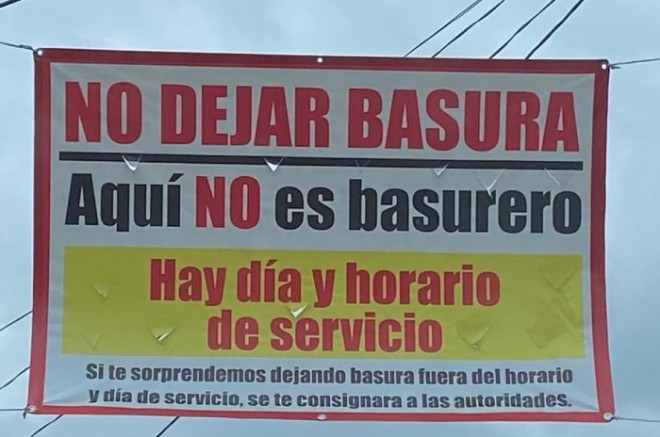 NO DEJAR BASURA
Aquí NO es basurero
Hay día y horario
de servicio
Si te sorprendemos dejando basura fuera del horario
y día de servicio, se te consignara a las autoridades.